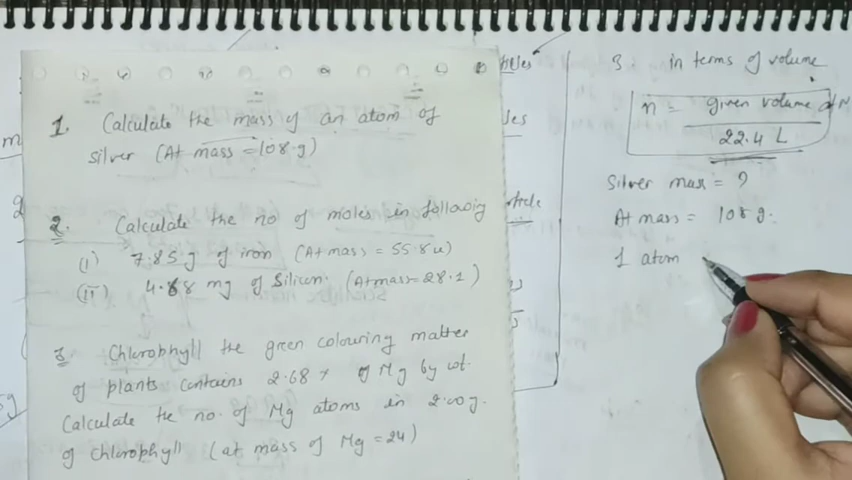 1. Calculate the mass of an atom of
silver (At mass = 108 g)
2. Calculate the no of moles in followig
(i) 7.85 g of iron (At mass = 55.8 u)
(ii) 4.68 mg of Silicon. (At mass = 28.1)
3 Chlorophyll the green colouring matter
of plants contains 2.68 % of Mg by wt.
Calculate the no. of Mg atoms in 2.00 g.
of chlorophyll (at mass of Mg = 24)
3. in terms of volume
n = given volume
22.4 L
Silver mass = ?
At mass = 108 g.
1 atom